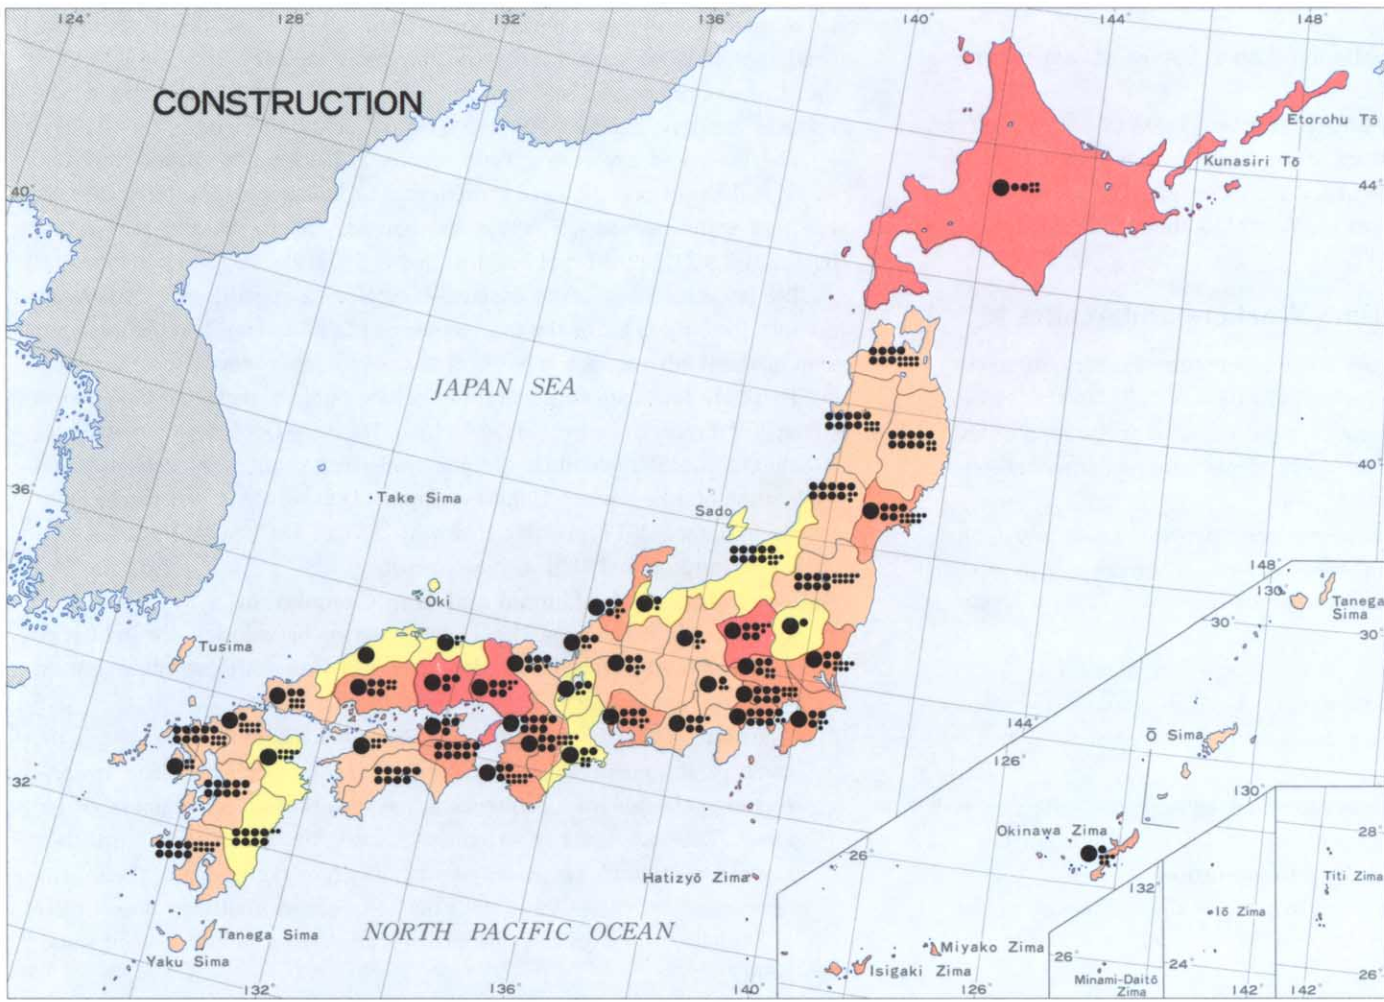 124°
128°
132°
136°
140°
144°
148°
CONSTRUCTION
Etorohu Tō
Kunasiri Tō
44°
40°
JAPAN SEA
40°
36°
Take Sima
Sado
Oki
Tusima
148°
Tanega
Sima
30°
30°
144°
Ō Sima
126°
130°
32
Okinawa Zima
28°
26°
132°
Titi Zima
Hatizyō Zima
Iō Zima
Tanega Sima
NORTH PACIFIC OCEAN
Miyako Zima
Yaku Sima
Isigaki Zima
26°
24°
Minami-Daitō
Zima
26°
132°
136°
140°
126°
142°
142°